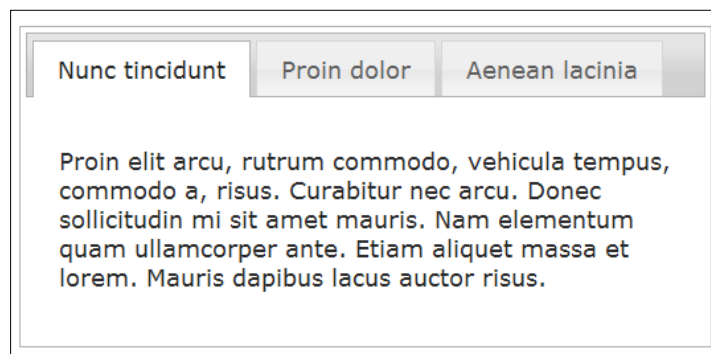 Nunc tincidunt Proin dolor Aenean lacinia
Proin elit arcu, rutrum commodo, vehicula tempus,
commodo a, risus. Curabitur nec arcu. Donec
sollicitudin mi sit amet mauris. Nam elementum
quam ullamcorper ante. Etiam aliquet massa et
lorem. Mauris dapibus lacus auctor risus.